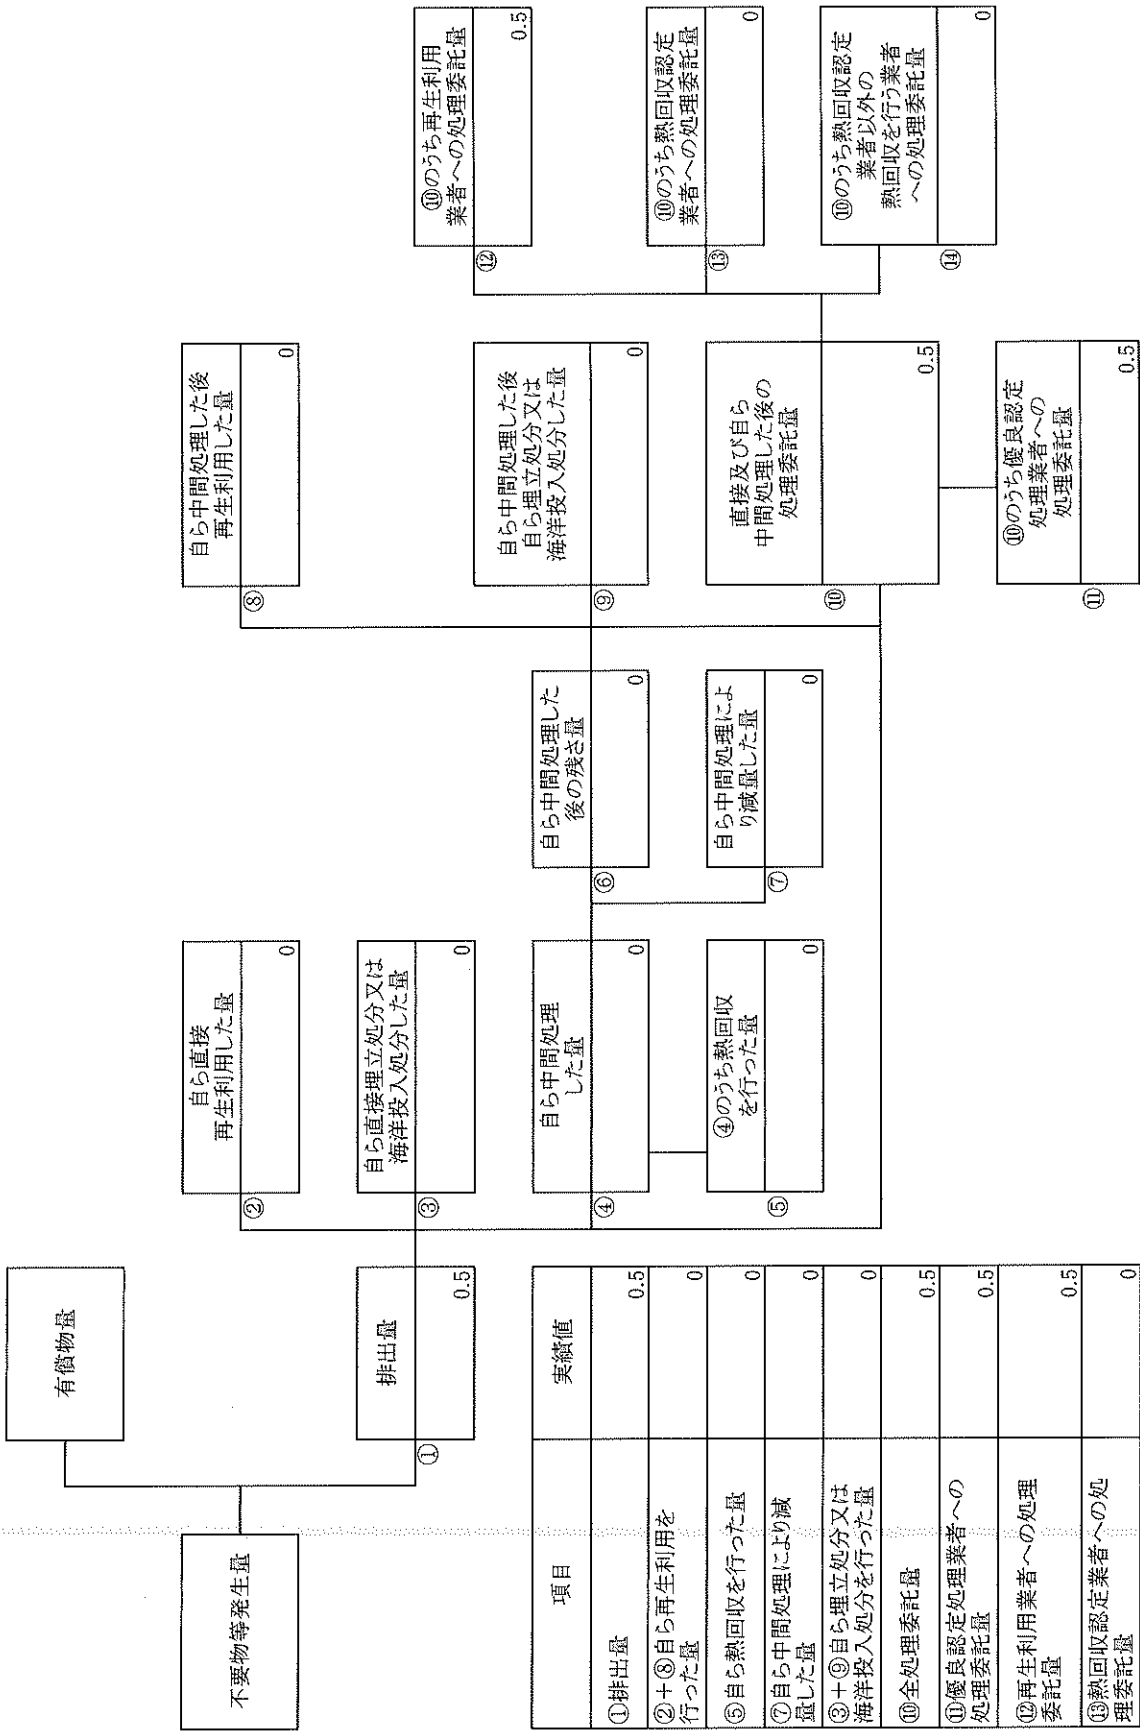 不要物等発生量
有償物量
①
排出量
0.5
②
自ら直接
再生利用した量
0
③
自ら直接埋立処分又は
海洋投入処分した量
0
④
自ら中間処理
した量
0
⑤
④のうち熱回収
を行った量
0
⑥
自ら中間処理した
後の残さ量
0
⑦
自ら中間処理によ
り減量した量
0
⑧
自ら中間処理した後
再生利用した量
0
⑨
自ら中間処理した後
自ら埋立処分又は
海洋投入処分した量
0
⑩
直接及び自ら
中間処理した後の
処理委託量
0.5
⑪
⑩のうち優良認定
処理業者への
処理委託量
0.5
⑫
⑩のうち再生利用
業者への処理委託量
0.5
⑬
⑩のうち熱回収認定
業者への処理委託量
0
⑭
⑩のうち熱回収認定
業者以外の
熱回収を行う業者
への処理委託量
0
項目 実績値
①排出量 0.5
②+⑧自ら再生利用を
行った量 0
⑤自ら熱回収を行った量 0
⑦自ら中間処理により減
量した量 0
③+⑨自ら埋立処分又は
海洋投入処分を行った量 0
⑩全処理委託量 0.5
⑪優良認定処理業者への
処理委託量 0.5
⑫再生利用業者への処理
委託量 0.5
⑬熱回収認定業者への処
理委託量 0